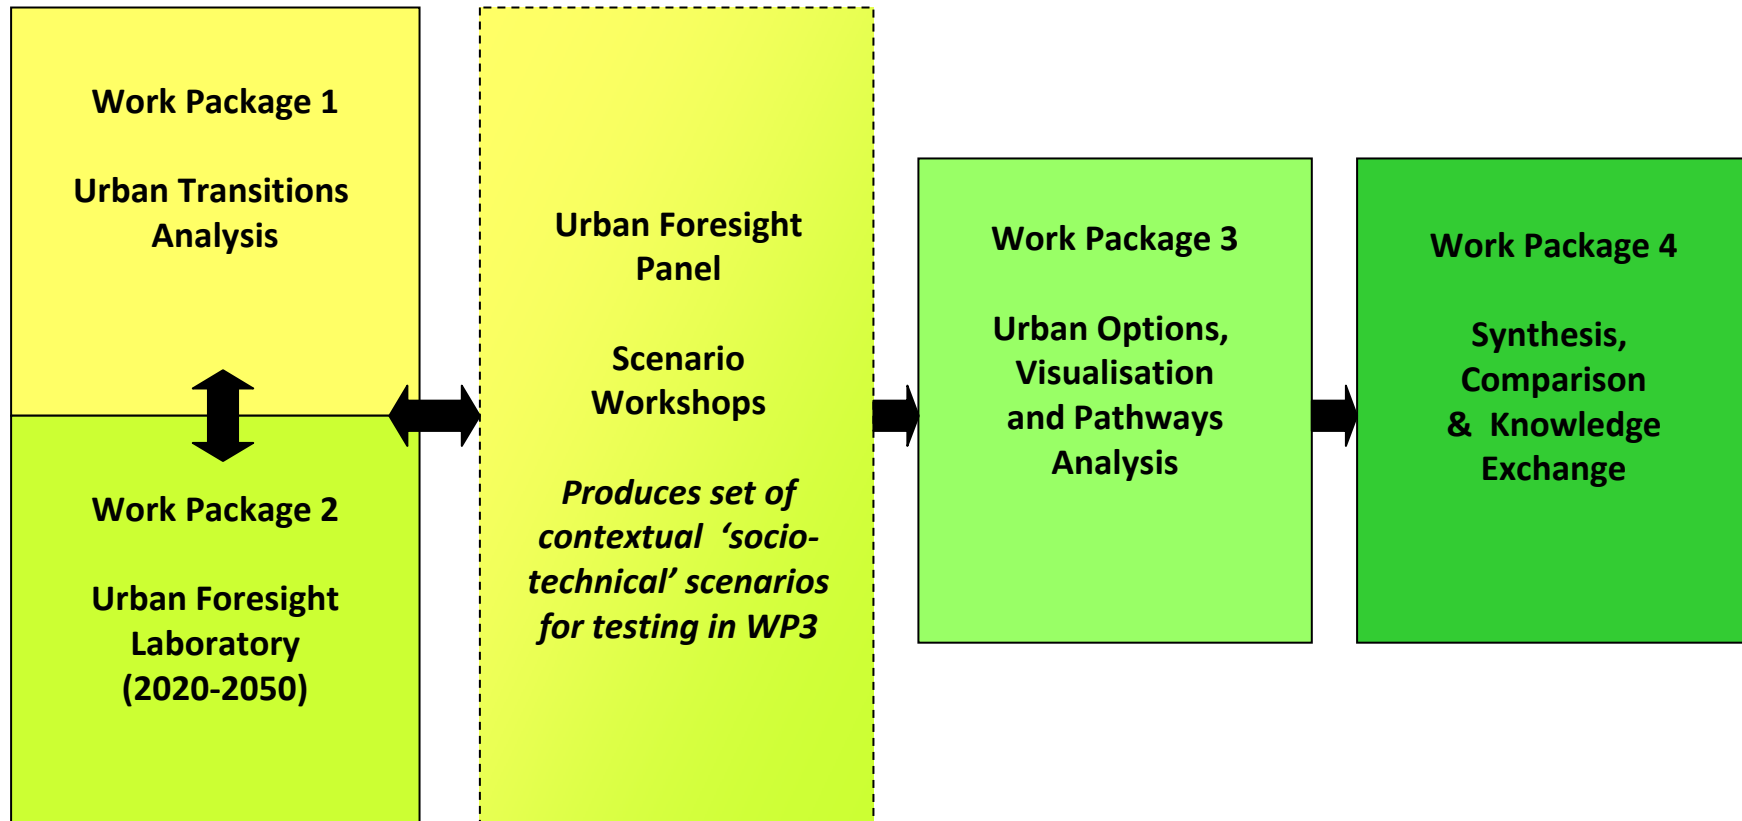 Work Package 1
Urban Transitions
Analysis
Work Package 2
Urban Foresight
Laboratory
(2020-2050)
Urban Foresight
Panel
Scenario
Workshops
Produces set of
contextual ‘socio-
technical’ scenarios
for testing in WP3
Work Package 3
Urban Options,
Visualisation
and Pathways
Analysis
Work Package 4
Synthesis,
Comparison
& Knowledge
Exchange